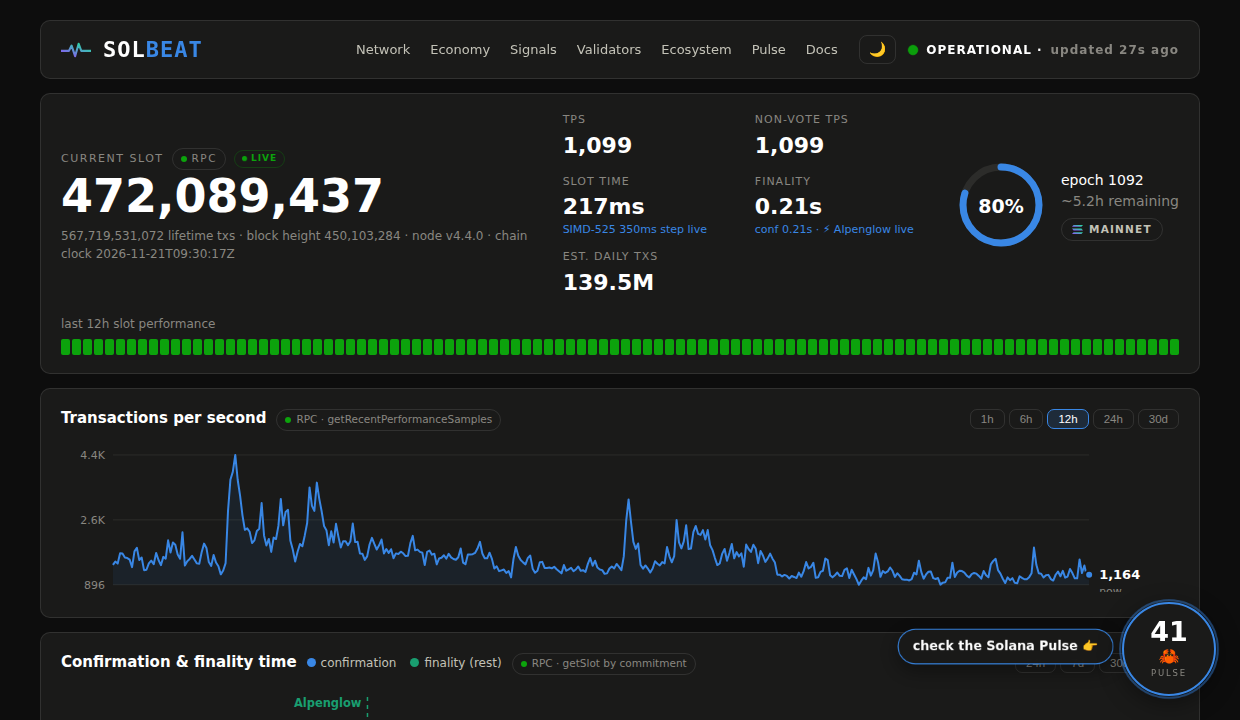 SOLBEAT
Network Economy Signals Validators Ecosystem Pulse Docs
OPERATIONAL · updated 27s ago
CURRENT SLOT RPC LIVE
472,089,437
567,719,531,072 lifetime txs · block height 450,103,284 · node v4.4.0 · chain
clock 2026-11-21T09:30:17Z
TPS
1,099
NON-VOTE TPS
1,099
SLOT TIME
217ms
SIMD-525 350ms step live
FINALITY
0.21s
conf 0.21s · ⚡ Alpenglow live
EST. DAILY TXS
139.5M
80%
epoch 1092
~5.2h remaining
MAINNET
last 12h slot performance
Transactions per second RPC · getRecentPerformanceSamples
1h 6h 12h 24h 30d
4.4K
2.6K
896
1,164
now
Confirmation & finality time confirmation finality (rest) RPC · getSlot by commitment
check the Solana Pulse 👉
41
🦀
PULSE
Alpenglow